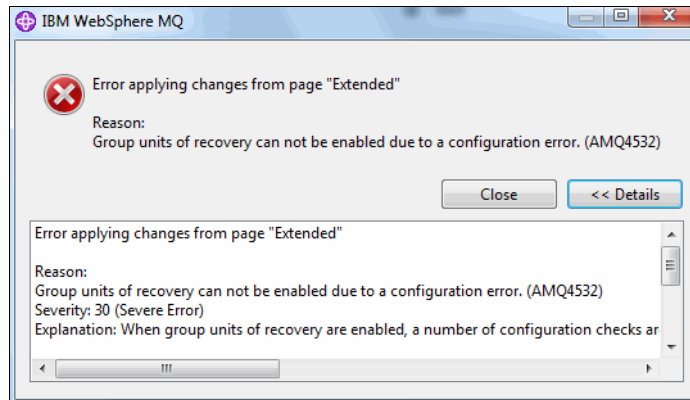 IBM WebSphere MQ
Error applying changes from page "Extended"
Reason:
Group units of recovery can not be enabled due to a configuration error. (AMQ4532)
Close
<< Details
Error applying changes from page "Extended"
Reason:
Group units of recovery can not be enabled due to a configuration error. (AMQ4532)
Severity: 30 (Severe Error)
Explanation: When group units of recovery are enabled, a number of configuration checks ar